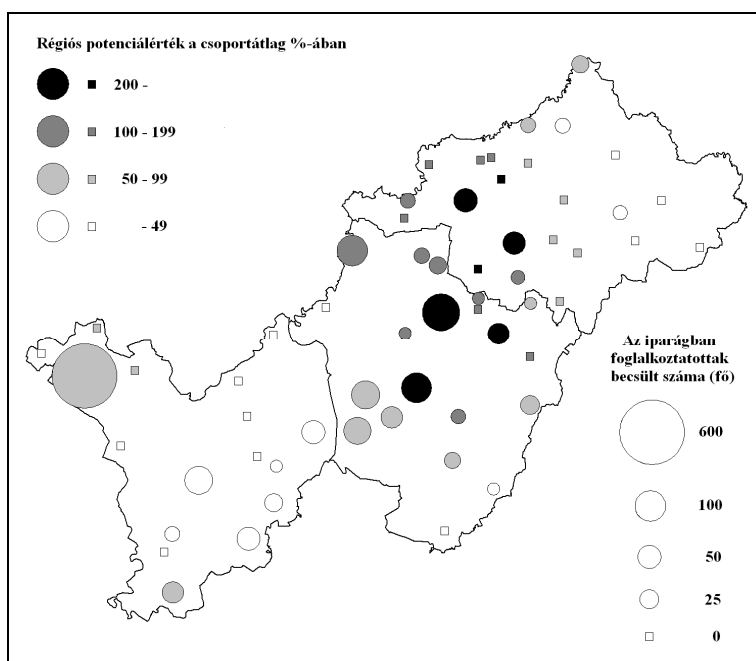 Régiós potenciálérték a csoportátlag %-ában
200 -
100 - 199
50 - 99
- 49
Az iparágban
foglalkoztatottak
becsült száma (fő)
600
100
50
25
0